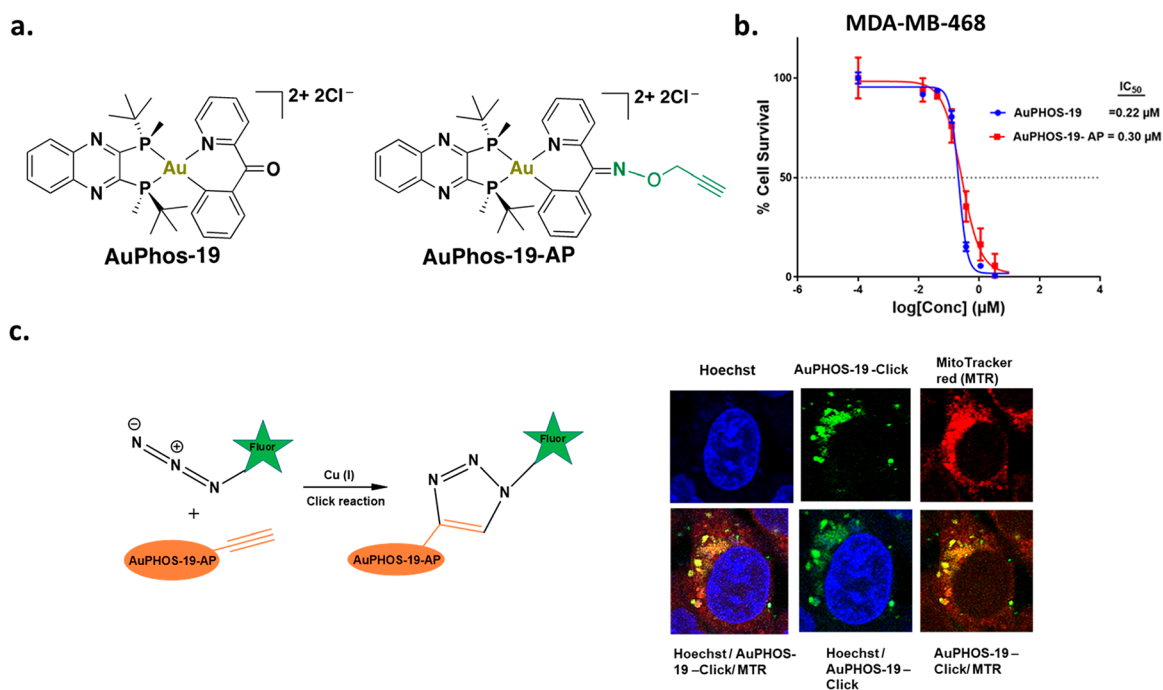 a.
2+ 2Cl⁻
N
N
P
P
Au
N
O
AuPhos-19
2+ 2Cl⁻
N
N
P
P
Au
N
N
O
AuPhos-19-AP
b.
MDA-MB-468
% Cell Survival
100
50
0
-6
-4
-2
0
2
4
log[Conc] (µM)
IC50
AuPHOS-19 =0.22 µM
AuPHOS-19- AP = 0.30 µM
c.
N
N
N
Fluor
+
AuPHOS-19-AP
Cu (I)
Click reaction
N
N
N
Fluor
AuPHOS-19-AP
Hoechst
AuPHOS-19 -Click
MitoTracker
red (MTR)
Hoechst / AuPHOS-
19 –Click/ MTR
Hoechst /
AuPHOS-19 –
Click
AuPHOS-19 –
Click/ MTR